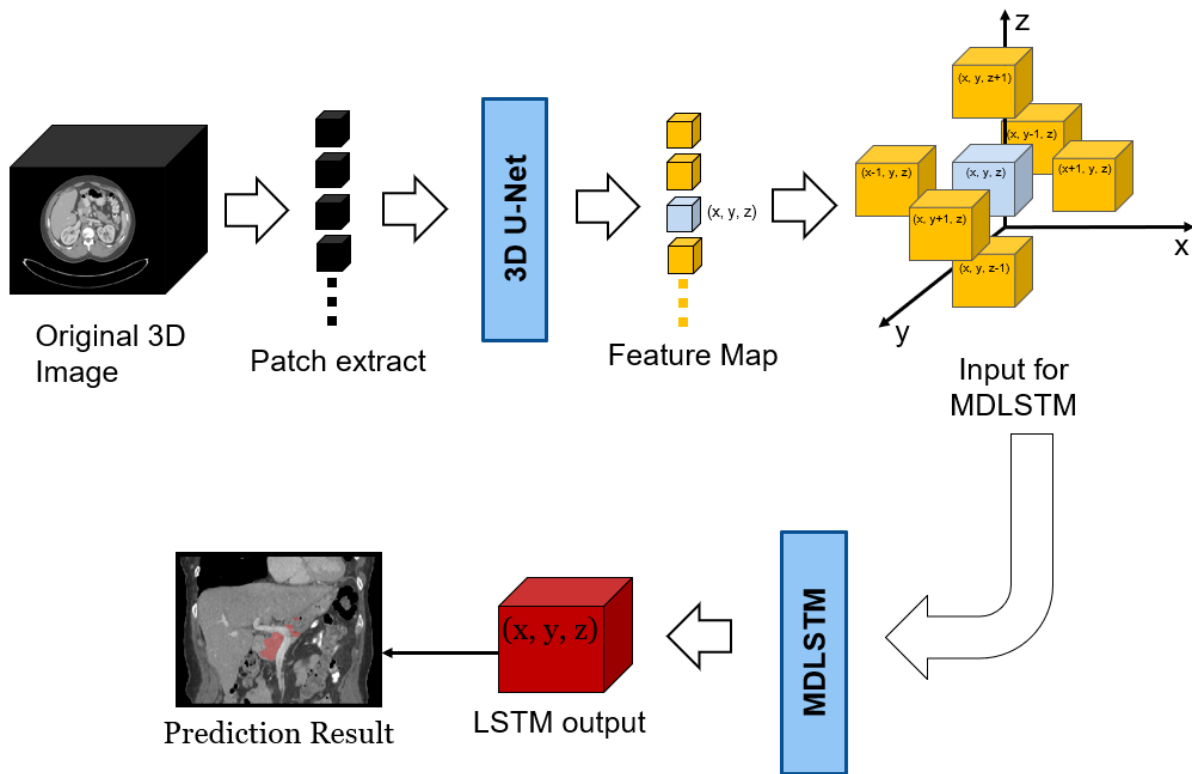 z
(x, y, z+1)
(x, y-1, z)
(x-1, y, z)
(x, y, z)
(x+1, y, z)
(x, y+1, z)
(x, y, z-1)
x
y
3D U-Net
(x, y, z)
Original 3D
Image
Patch extract
Feature Map
Input for
MDLSTM
MDLSTM
(x, y, z)
LSTM output
Prediction Result